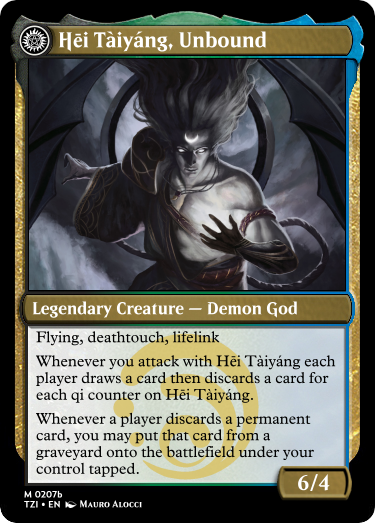 Hēi Tàiyáng, Unbound
Legendary Creature — Demon God
Flying, deathtouch, lifelink
Whenever you attack with Hēi Tàiyáng each
player draws a card then discards a card for
each qi counter on Hēi Tàiyáng.
Whenever a player discards a permanent
card, you may put that card from a
graveyard onto the battlefield under your
control tapped.
6/4
M 0207b
TZI • EN Mauro Alocci